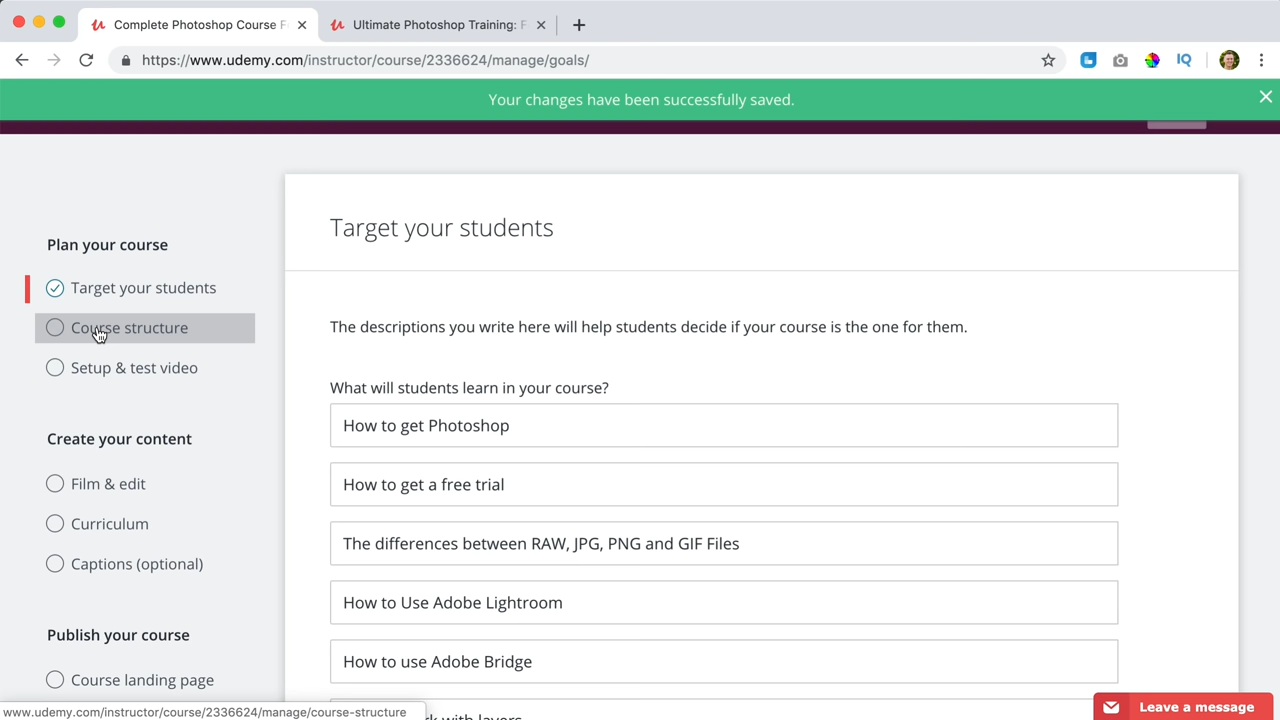 Complete Photoshop Course F
Ultimate Photoshop Training: F
https://www.udemy.com/instructor/course/2336624/manage/goals/
IQ
Your changes have been successfully saved.
Plan your course
Target your students
Course structure
Setup & test video
Create your content
Film & edit
Curriculum
Captions (optional)
Publish your course
Course landing page
Target your students
The descriptions you write here will help students decide if your course is the one for them.
What will students learn in your course?
How to get Photoshop
How to get a free trial
The differences between RAW, JPG, PNG and GIF Files
How to Use Adobe Lightroom
How to use Adobe Bridge
with layers
www.udemy.com/instructor/course/2336624/manage/course-structure
Leave a message